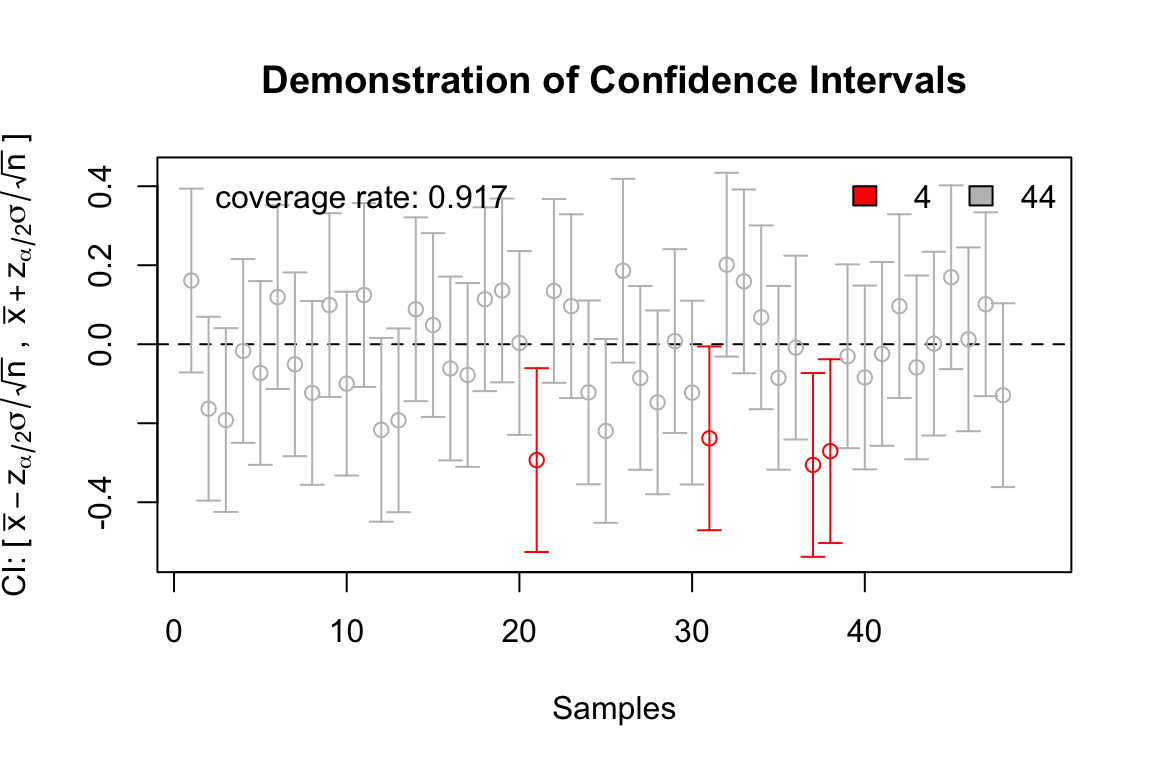 Demonstration of Confidence Intervals
CI: [ x̅ − zα/2σ/√n , x̅ + zα/2σ/√n ]
0.4
0.2
0.0
-0.4
coverage rate: 0.917
4 44
0 10 20 30 40
Samples